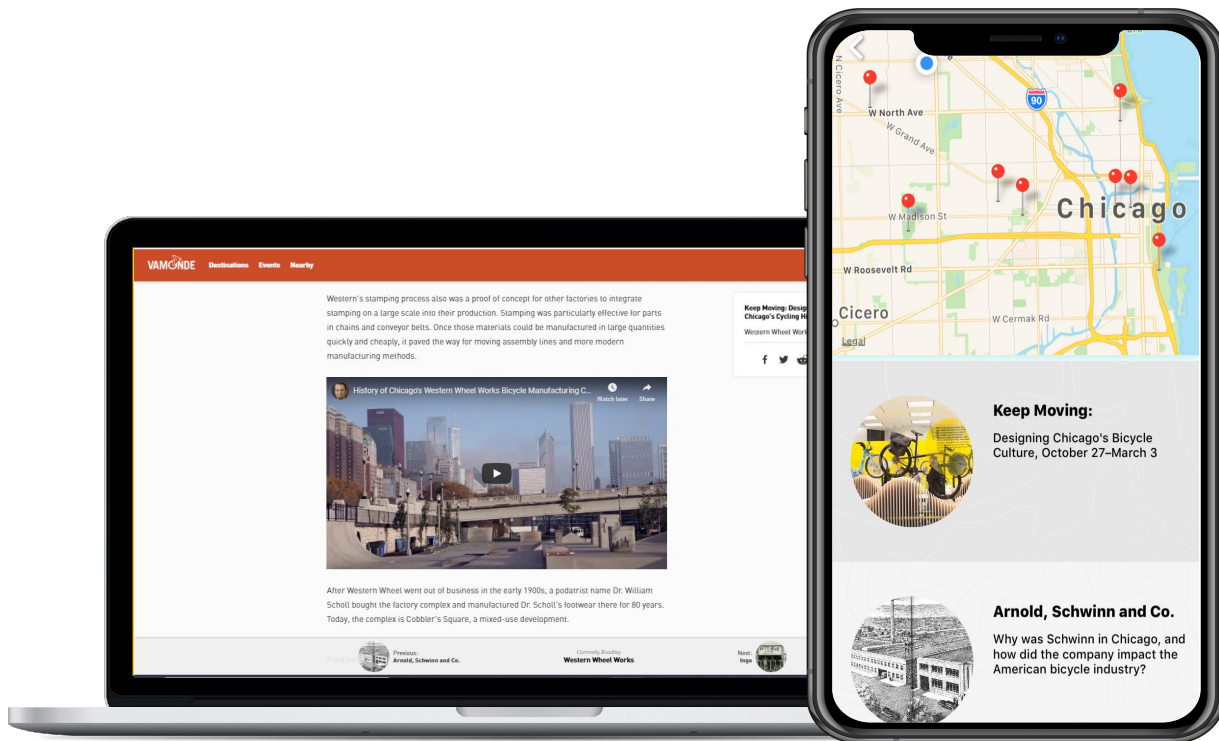 VAMONDE Destinations Events Nearby
Western's stamping process also was a proof of concept for other factories to integrate
stamping on a large scale into their production. Stamping was particularly effective for parts
in chains and conveyor belts. Once those materials could be manufactured in large quantities
quickly and cheaply, it paved the way for moving assembly lines and more modern
manufacturing methods.
Keep Moving: Desig
Chicago's Cycling Hi
Western Wheel Work
History of Chicago's Western Wheel Works Bicycle Manufacturing C...
Watch later Share
After Western Wheel went out of business in the early 1900s, a podatrist name Dr. William
Scholl bought the factory complex and manufactured Dr. Scholl's footwear there for 80 years.
Today, the complex is Cobbler's Square, a mixed-use development.
Previous:
Arnold, Schwinn and Co.
Currently Reading
Western Wheel Works
Next:
Ingo
N Cicero Ave
90
W North Ave
W Grand Ave
W Madison St
Chicago
W Roosevelt Rd
Cicero
W Cermak Rd
Legal
Keep Moving:
Designing Chicago's Bicycle
Culture, October 27–March 3
Arnold, Schwinn and Co.
Why was Schwinn in Chicago, and
how did the company impact the
American bicycle industry?